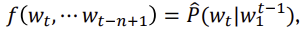 f(w_t, ⋯ w_{t−n+1}) = P̂(w_t|w_1^{t−1}),